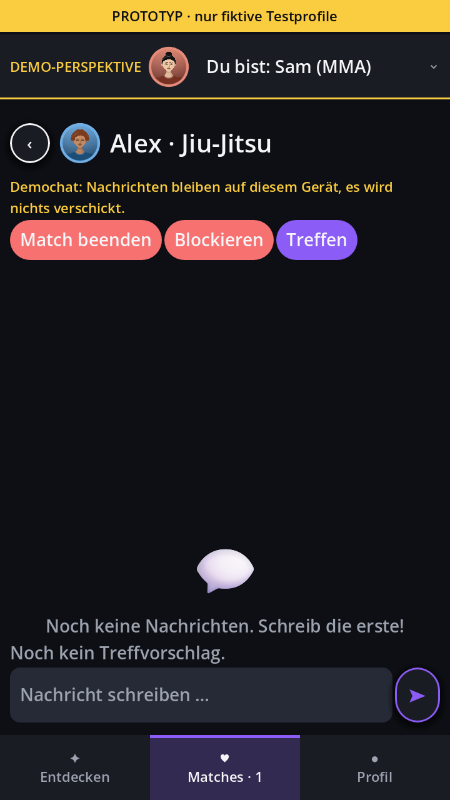 PROTOTYP · nur fiktive Testprofile
DEMO-PERSPEKTIVE Du bist: Sam (MMA)
Alex · Jiu-Jitsu
Demochat: Nachrichten bleiben auf diesem Gerät, es wird
nichts verschickt.
Match beenden Blockieren Treffen
Noch keine Nachrichten. Schreib die erste!
Noch kein Treffvorschlag.
Nachricht schreiben ...
Entdecken Matches · 1 Profil